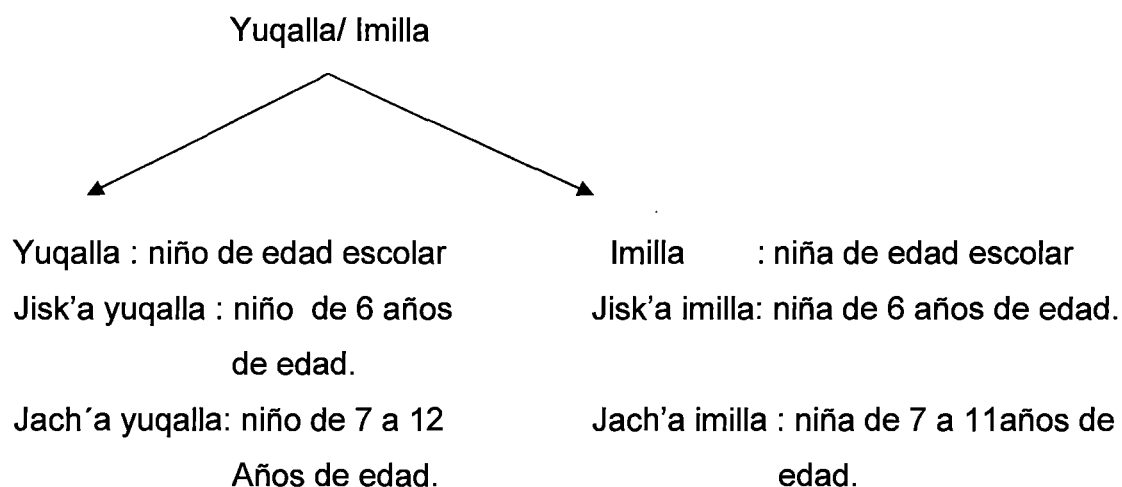 Yuqalla/ Imilla
Yuqalla : niño de edad escolar
Jisk'a yuqalla : niño de 6 años
de edad.
Jach´a yuqalla: niño de 7 a 12
Años de edad.
Imilla : niña de edad escolar
Jisk'a imilla: niña de 6 años de edad.
Jach'a imilla : niña de 7 a 11años de
edad.